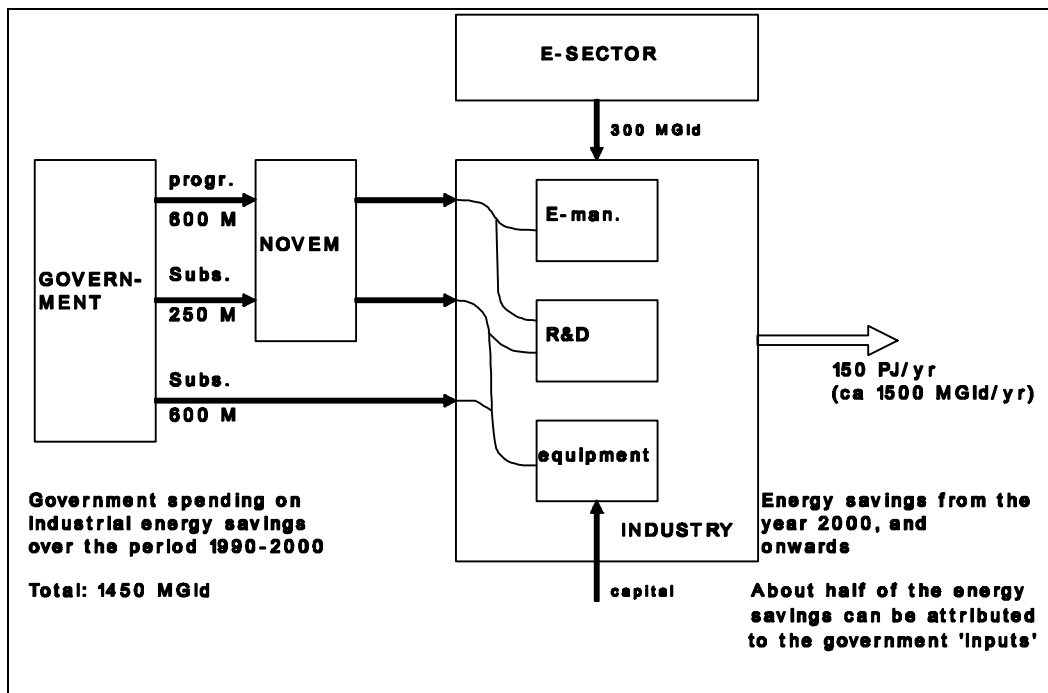 E-SECTOR
300 MGld
progr.
600 M
NOVEM
E-man.
GOVERN-
MENT
Subs.
250 M
R&D
Subs.
600 M
150 PJ/yr
(ca 1500 MGld/yr)
equipment
INDUSTRY
capital
Government spending on
industrial energy savings
over the period 1990-2000
Total: 1450 MGld
Energy savings from the
year 2000, and
onwards
About half of the energy
savings can be attributed
to the government 'inputs'